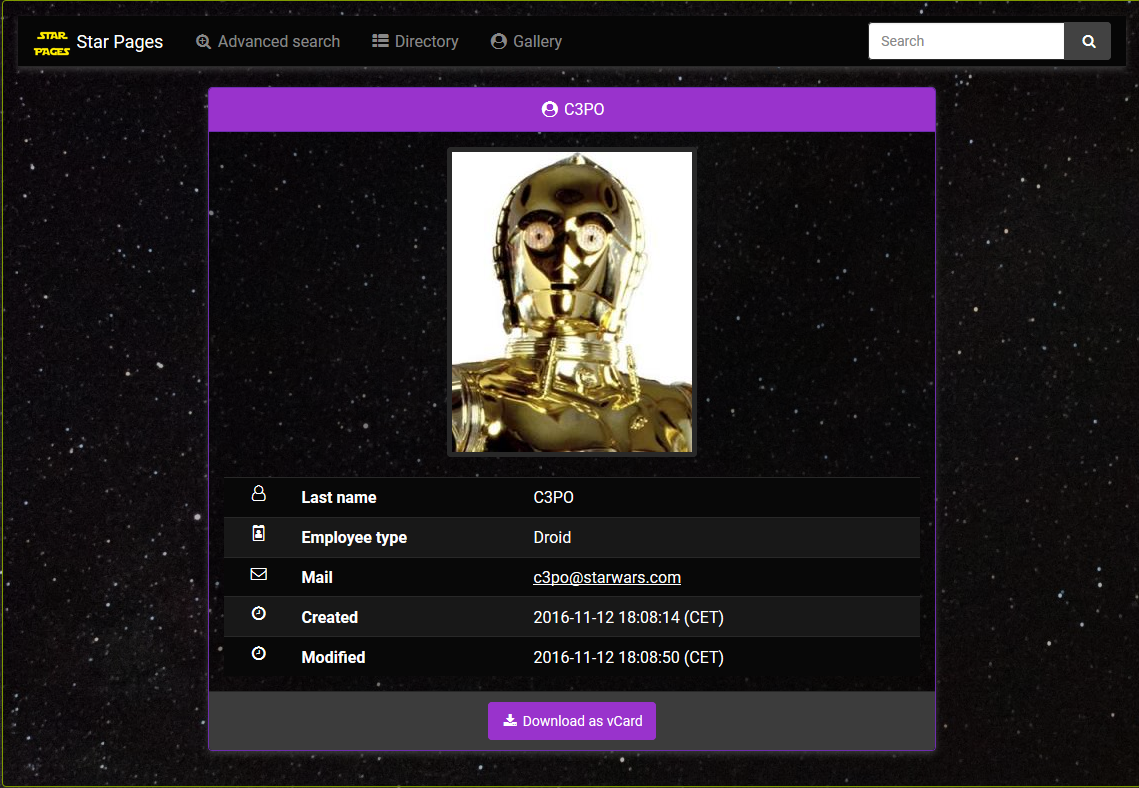 STAR
PAGES
Star Pages
Advanced search
Directory
Gallery
Search
C3PO
Last name C3PO
Employee type Droid
Mail c3po@starwars.com
Created 2016-11-12 18:08:14 (CET)
Modified 2016-11-12 18:08:50 (CET)
Download as vCard